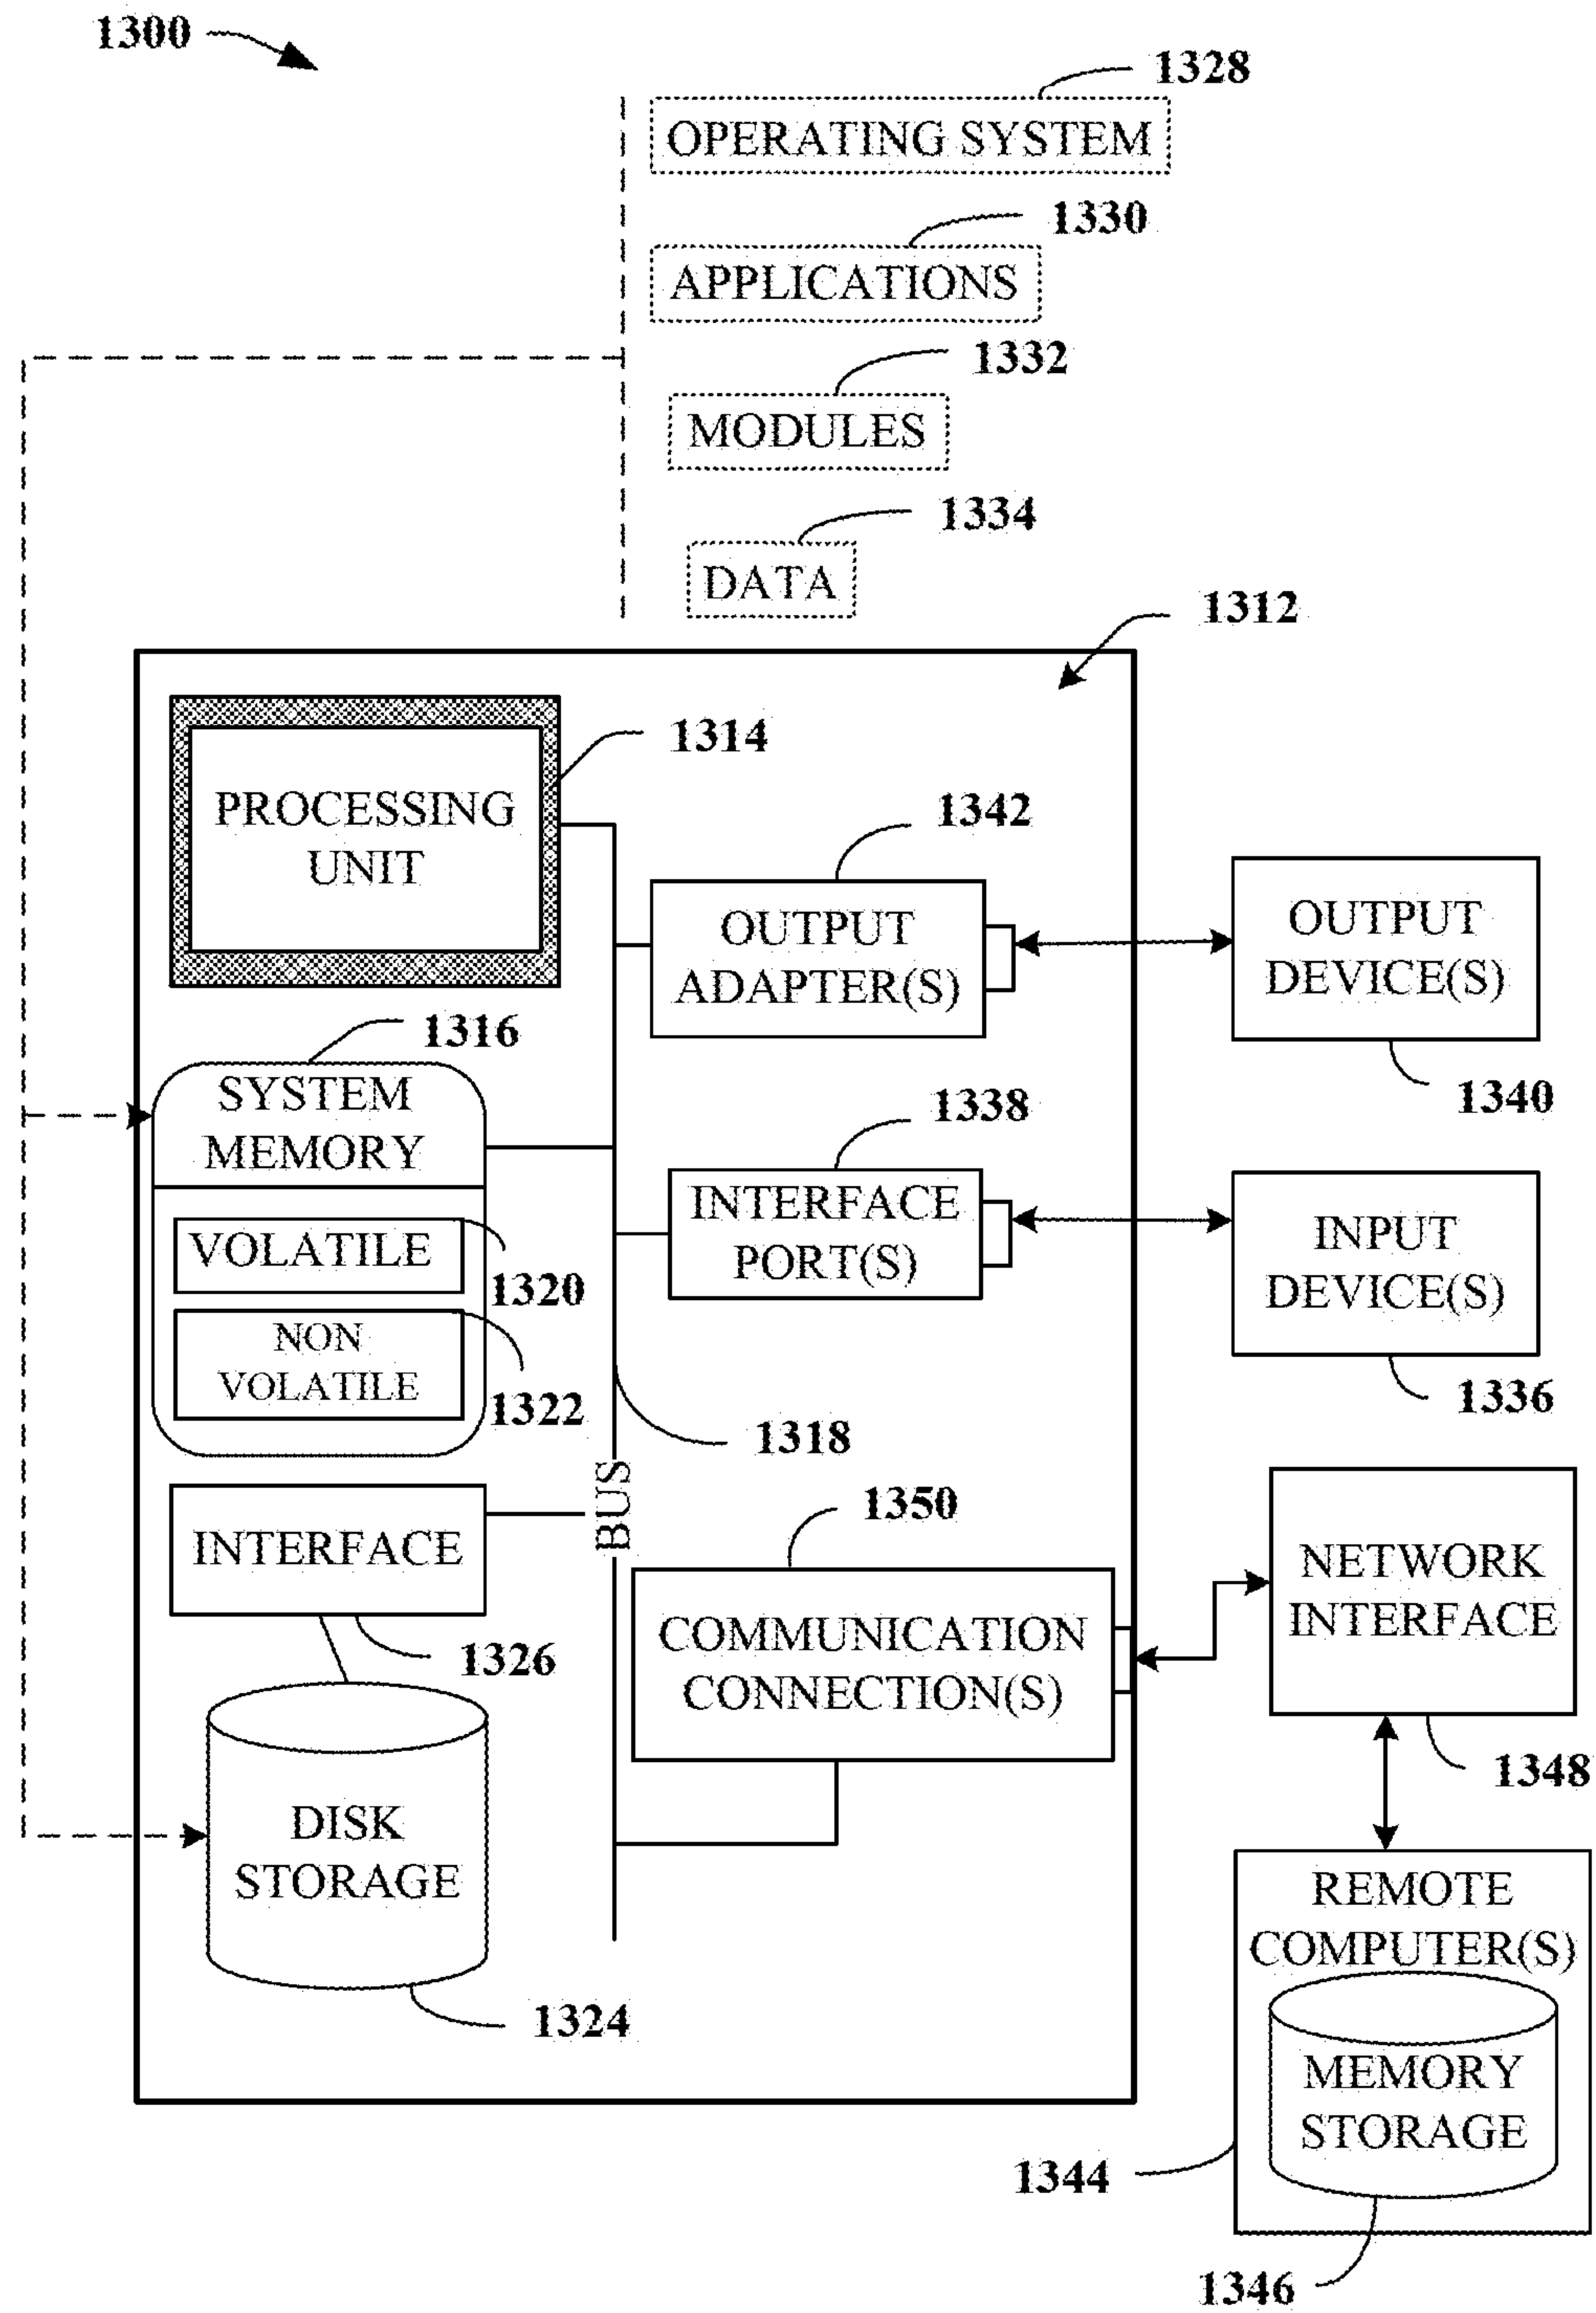 1300
1328
OPERATING SYSTEM
1330
APPLICATIONS
1332
MODULES
1334
DATA
1312
1314
PROCESSING
UNIT
1342
OUTPUT
ADAPTER(S)
OUTPUT
DEVICE(S)
1340
1316
SYSTEM
MEMORY
1338
INTERFACE
PORT(S)
INPUT
DEVICE(S)
1336
VOLATILE
1320
NON
VOLATILE
1322
1318
BUS
INTERFACE
1326
1350
COMMUNICATION
CONNECTION(S)
NETWORK
INTERFACE
1348
DISK
STORAGE
1324
REMOTE
COMPUTER(S)
MEMORY
STORAGE
1344
1346